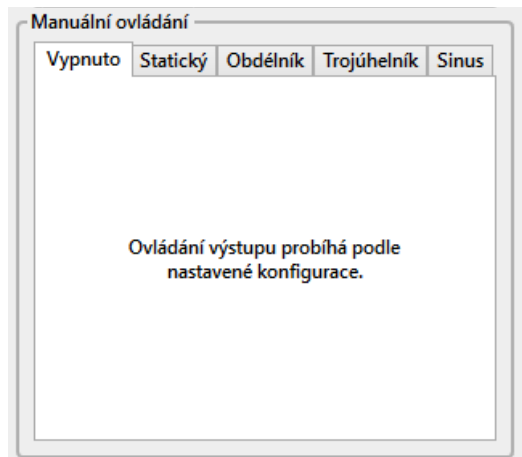 Manuální ovládání
Vypnuto Statický Obdélník Trojúhelník Sinus
Ovládání výstupu probíhá podle
nastavené konfigurace.